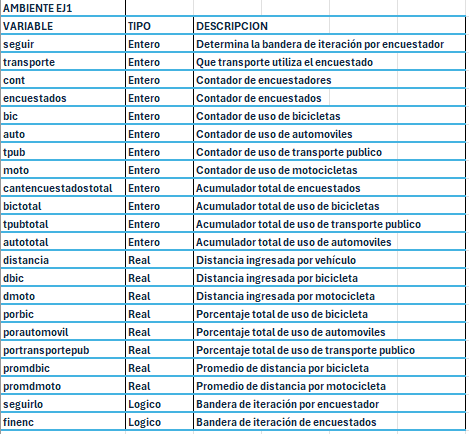 AMBIENTE EJ1
VARIABLE TIPO DESCRIPCION
seguir Entero Determina la bandera de iteración por encuestador
transporte Entero Que transporte utiliza el encuestado
cont Entero Contador de encuestadores
encuestados Entero Contador de encuestados
bic Entero Contador de uso de bicicletas
auto Entero Contador de uso de automoviles
tpub Entero Contador de uso de transporte publico
moto Entero Contador de uso de motocicletas
cantencuestadostotal Entero Acumulador total de encuestados
bictotal Entero Acumulador total de uso de bicicletas
tpubtotal Entero Acumulador total de uso de transporte publico
autototal Entero Acumulador total de uso de automoviles
distancia Real Distancia ingresada por vehículo
dbic Real Distancia ingresada por bicicleta
dmoto Real Distancia ingresada por motocicleta
porbic Real Porcentaje total de uso de bicicleta
porautomovil Real Porcentaje total de uso de automoviles
portransportepub Real Porcentaje total de uso de transporte publico
promdbic Real Promedio de distancia por bicicleta
promdmoto Real Promedio de distancia por motocicleta
seguirlo Logico Bandera de iteración por encuestador
finenc Logico Bandera de iteración de encuestados